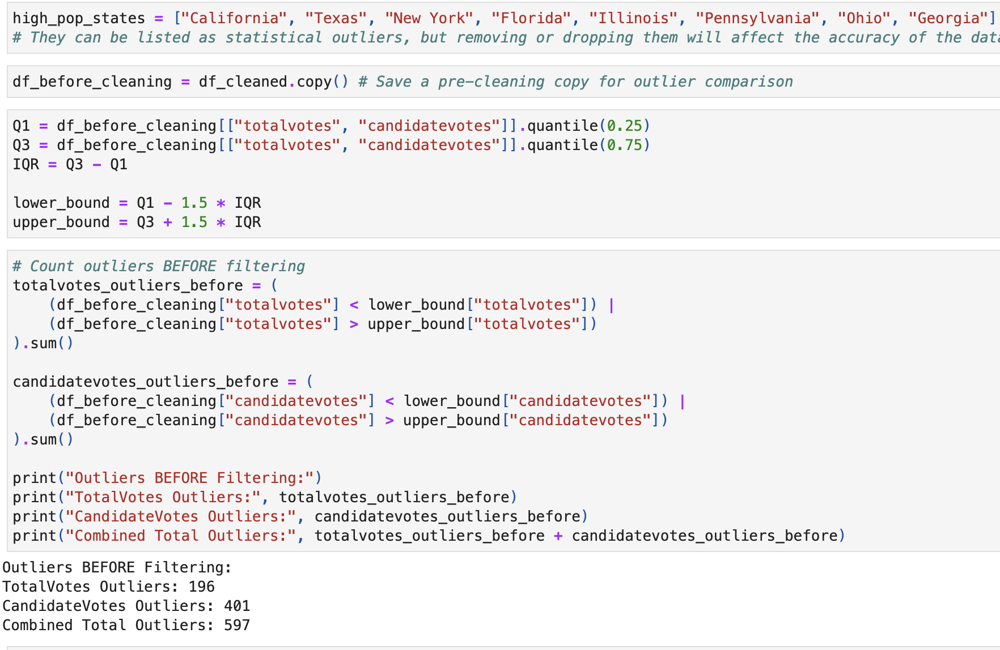 high_pop_states = ["California", "Texas", "New York", "Florida", "Illinois", "Pennsylvania", "Ohio", "Georgia"]
# They can be listed as statistical outliers, but removing or dropping them will affect the accuracy of the data
df_before_cleaning = df_cleaned.copy() # Save a pre-cleaning copy for outlier comparison
Q1 = df_before_cleaning[["totalvotes", "candidatevotes"]].quantile(0.25)
Q3 = df_before_cleaning[["totalvotes", "candidatevotes"]].quantile(0.75)
IQR = Q3 - Q1
lower_bound = Q1 - 1.5 * IQR
upper_bound = Q3 + 1.5 * IQR
# Count outliers BEFORE filtering
totalvotes_outliers_before = (
    (df_before_cleaning["totalvotes"] < lower_bound["totalvotes"]) |
    (df_before_cleaning["totalvotes"] > upper_bound["totalvotes"])
).sum()
candidatevotes_outliers_before = (
    (df_before_cleaning["candidatevotes"] < lower_bound["candidatevotes"]) |
    (df_before_cleaning["candidatevotes"] > upper_bound["candidatevotes"])
).sum()
print("Outliers BEFORE Filtering:")
print("TotalVotes Outliers:", totalvotes_outliers_before)
print("CandidateVotes Outliers:", candidatevotes_outliers_before)
print("Combined Total Outliers:", totalvotes_outliers_before + candidatevotes_outliers_before)
Outliers BEFORE Filtering:
TotalVotes Outliers: 196
CandidateVotes Outliers: 401
Combined Total Outliers: 597